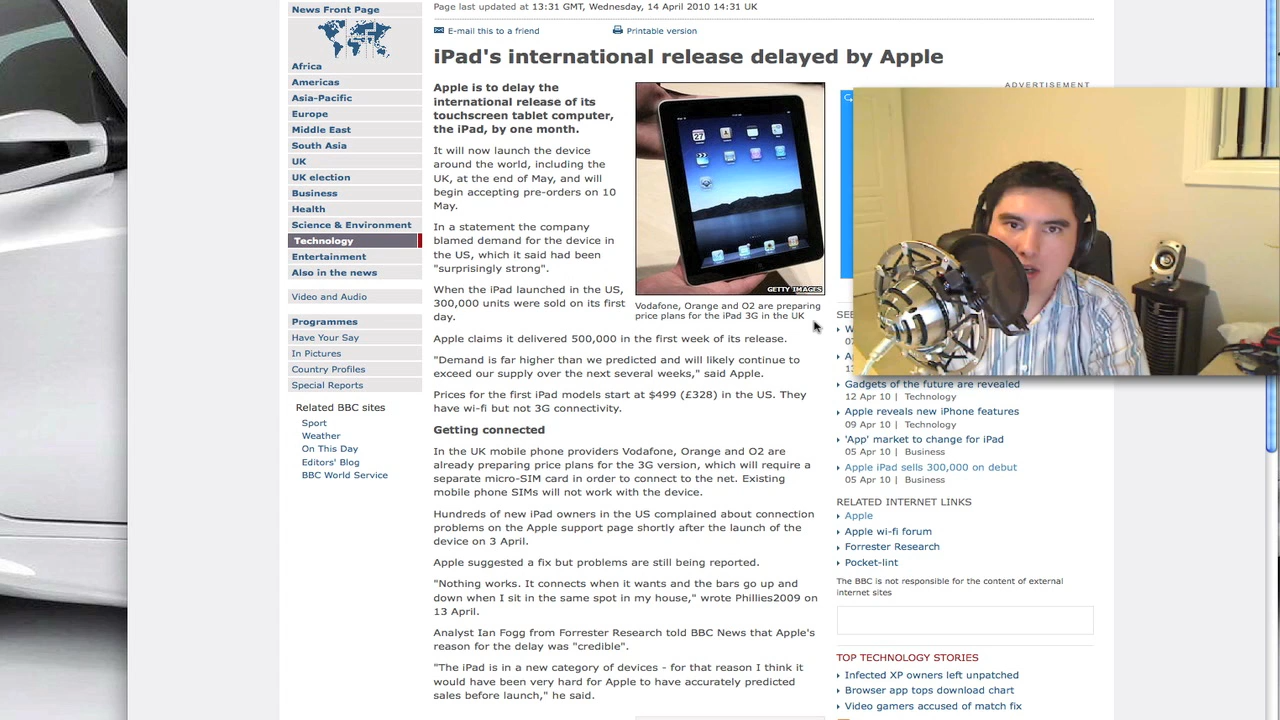 News Front Page
Africa
Americas
Asia-Pacific
Europe
Middle East
South Asia
UK
UK election
Business
Health
Science & Environment
Technology
Entertainment
Also in the news
Video and Audio
Programmes
Have Your Say
In Pictures
Country Profiles
Special Reports
Related BBC sites
Sport
Weather
On This Day
Editors' Blog
BBC World Service
Page last updated at 13:31 GMT, Wednesday, 14 April 2010 14:31 UK
E-mail this to a friend
Printable version
iPad's international release delayed by Apple
Apple is to delay the
international release of its
touchscreen tablet computer,
the iPad, by one month.
It will now launch the device
around the world, including the
UK, at the end of May, and will
begin accepting pre-orders on 10
May.
In a statement the company
blamed demand for the device in
the US, which it said had been
"surprisingly strong".
When the iPad launched in the US,
300,000 units were sold on its first
day.
27
GETTY IMAGES
Vodafone, Orange and O2 are preparing
price plans for the iPad 3G in the UK
Apple claims it delivered 500,000 in the first week of its release.
"Demand is far higher than we predicted and will likely continue to
exceed our supply over the next several weeks," said Apple.
Prices for the first iPad models start at $499 (£328) in the US. They
have wi-fi but not 3G connectivity.
Getting connected
In the UK mobile phone providers Vodafone, Orange and O2 are
already preparing price plans for the 3G version, which will require a
separate micro-SIM card in order to connect to the net. Existing
mobile phone SIMs will not work with the device.
Hundreds of new iPad owners in the US complained about connection
problems on the Apple support page shortly after the launch of the
device on 3 April.
Apple suggested a fix but problems are still being reported.
"Nothing works. It connects when it wants and the bars go up and
down when I sit in the same spot in my house," wrote Phillies2009 on
13 April.
Analyst Ian Fogg from Forrester Research told BBC News that Apple's
reason for the delay was "credible".
"The iPad is in a new category of devices - for that reason I think it
would have been very hard for Apple to have accurately predicted
sales before launch," he said.
ADVERTISEMENT
Gadgets of the future are revealed
12 Apr 10 | Technology
Apple reveals new iPhone features
09 Apr 10 | Technology
'App' market to change for iPad
05 Apr 10 | Business
Apple iPad sells 300,000 on debut
05 Apr 10 | Business
RELATED INTERNET LINKS
Apple
Apple wi-fi forum
Forrester Research
Pocket-lint
The BBC is not responsible for the content of external
internet sites
TOP TECHNOLOGY STORIES
Infected XP owners left unpatched
Browser app tops download chart
Video gamers accused of match fix